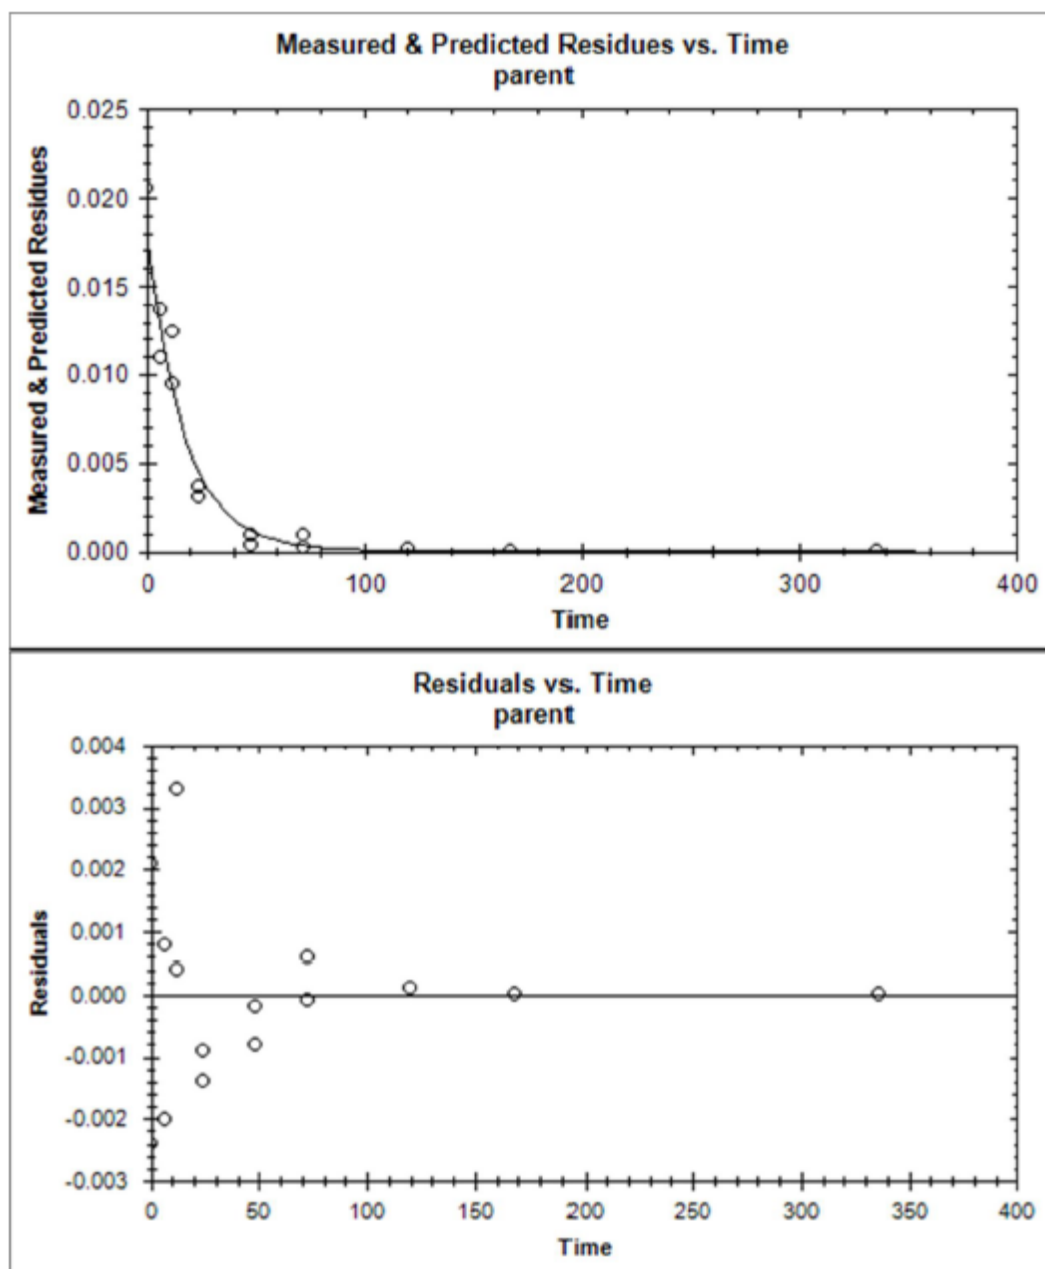 Measured & Predicted Residues vs. Time
parent
Measured & Predicted Residues
0.025
0.020
0.015
0.010
0.005
0.000
0 100 200 300 400
Time
Residuals vs. Time
parent
Residuals
0.004
0.003
0.002
0.001
0.000
-0.001
-0.002
-0.003
0 50 100 150 200 250 300 350 400
Time